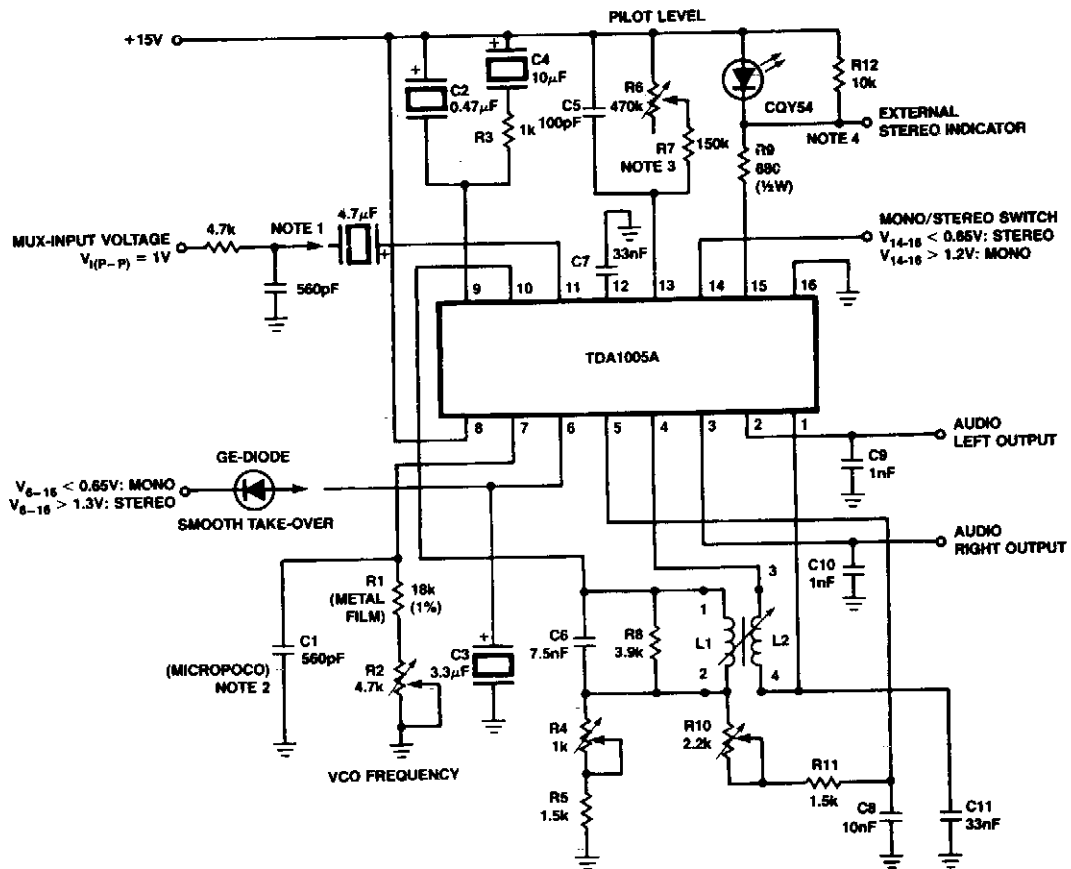 PILOT LEVEL
+15V
+
C2
0.47µF
+
C4
10µF
R3
1k
C5
100pF
R6
470k
R7
150k
NOTE 3
CQY54
R12
10k
EXTERNAL
STEREO INDICATOR
NOTE 4
R9
680
(½W)
MUX-INPUT VOLTAGE
VI(P–P) = 1V
4.7k
NOTE 1
4.7µF
+
560pF
C7
33nF
MONO/STEREO SWITCH
V14-16 < 0.65V: STEREO
V14-16 > 1.2V: MONO
9
10
11
12
13
14
15
16
TDA1005A
8
7
6
5
4
3
2
1
AUDIO
LEFT OUTPUT
C9
1nF
GE-DIODE
V6–16 < 0.65V: MONO
V6–16 > 1.3V: STEREO
SMOOTH TAKE-OVER
AUDIO
RIGHT OUTPUT
C10
1nF
R1
(METAL
FILM)
18k
(1%)
C1
560pF
(MICROPOCO)
NOTE 2
R2
4.7k
+
C3
3.3µF
VCO FREQUENCY
C6
7.5nF
R8
3.9k
1
L1
2
3
L2
4
R4
1k
R5
1.5k
R10
2.2k
R11
1.5k
C8
10nF
C11
33nF